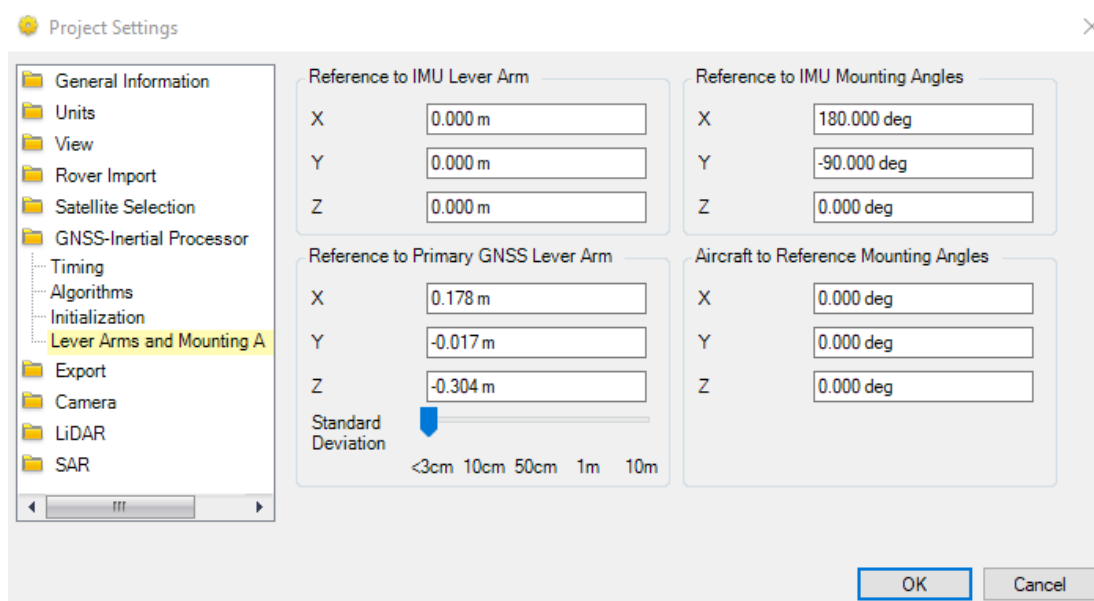 Project Settings
General Information
Units
View
Rover Import
Satellite Selection
GNSS-Inertial Processor
Timing
Algorithms
Initialization
Lever Arms and Mounting A
Export
Camera
LiDAR
SAR
Reference to IMU Lever Arm
X 0.000 m
Y 0.000 m
Z 0.000 m
Reference to IMU Mounting Angles
X 180.000 deg
Y -90.000 deg
Z 0.000 deg
Reference to Primary GNSS Lever Arm
X 0.178 m
Y -0.017 m
Z -0.304 m
Standard
Deviation
<3cm 10cm 50cm 1m 10m
Aircraft to Reference Mounting Angles
X 0.000 deg
Y 0.000 deg
Z 0.000 deg
OK Cancel